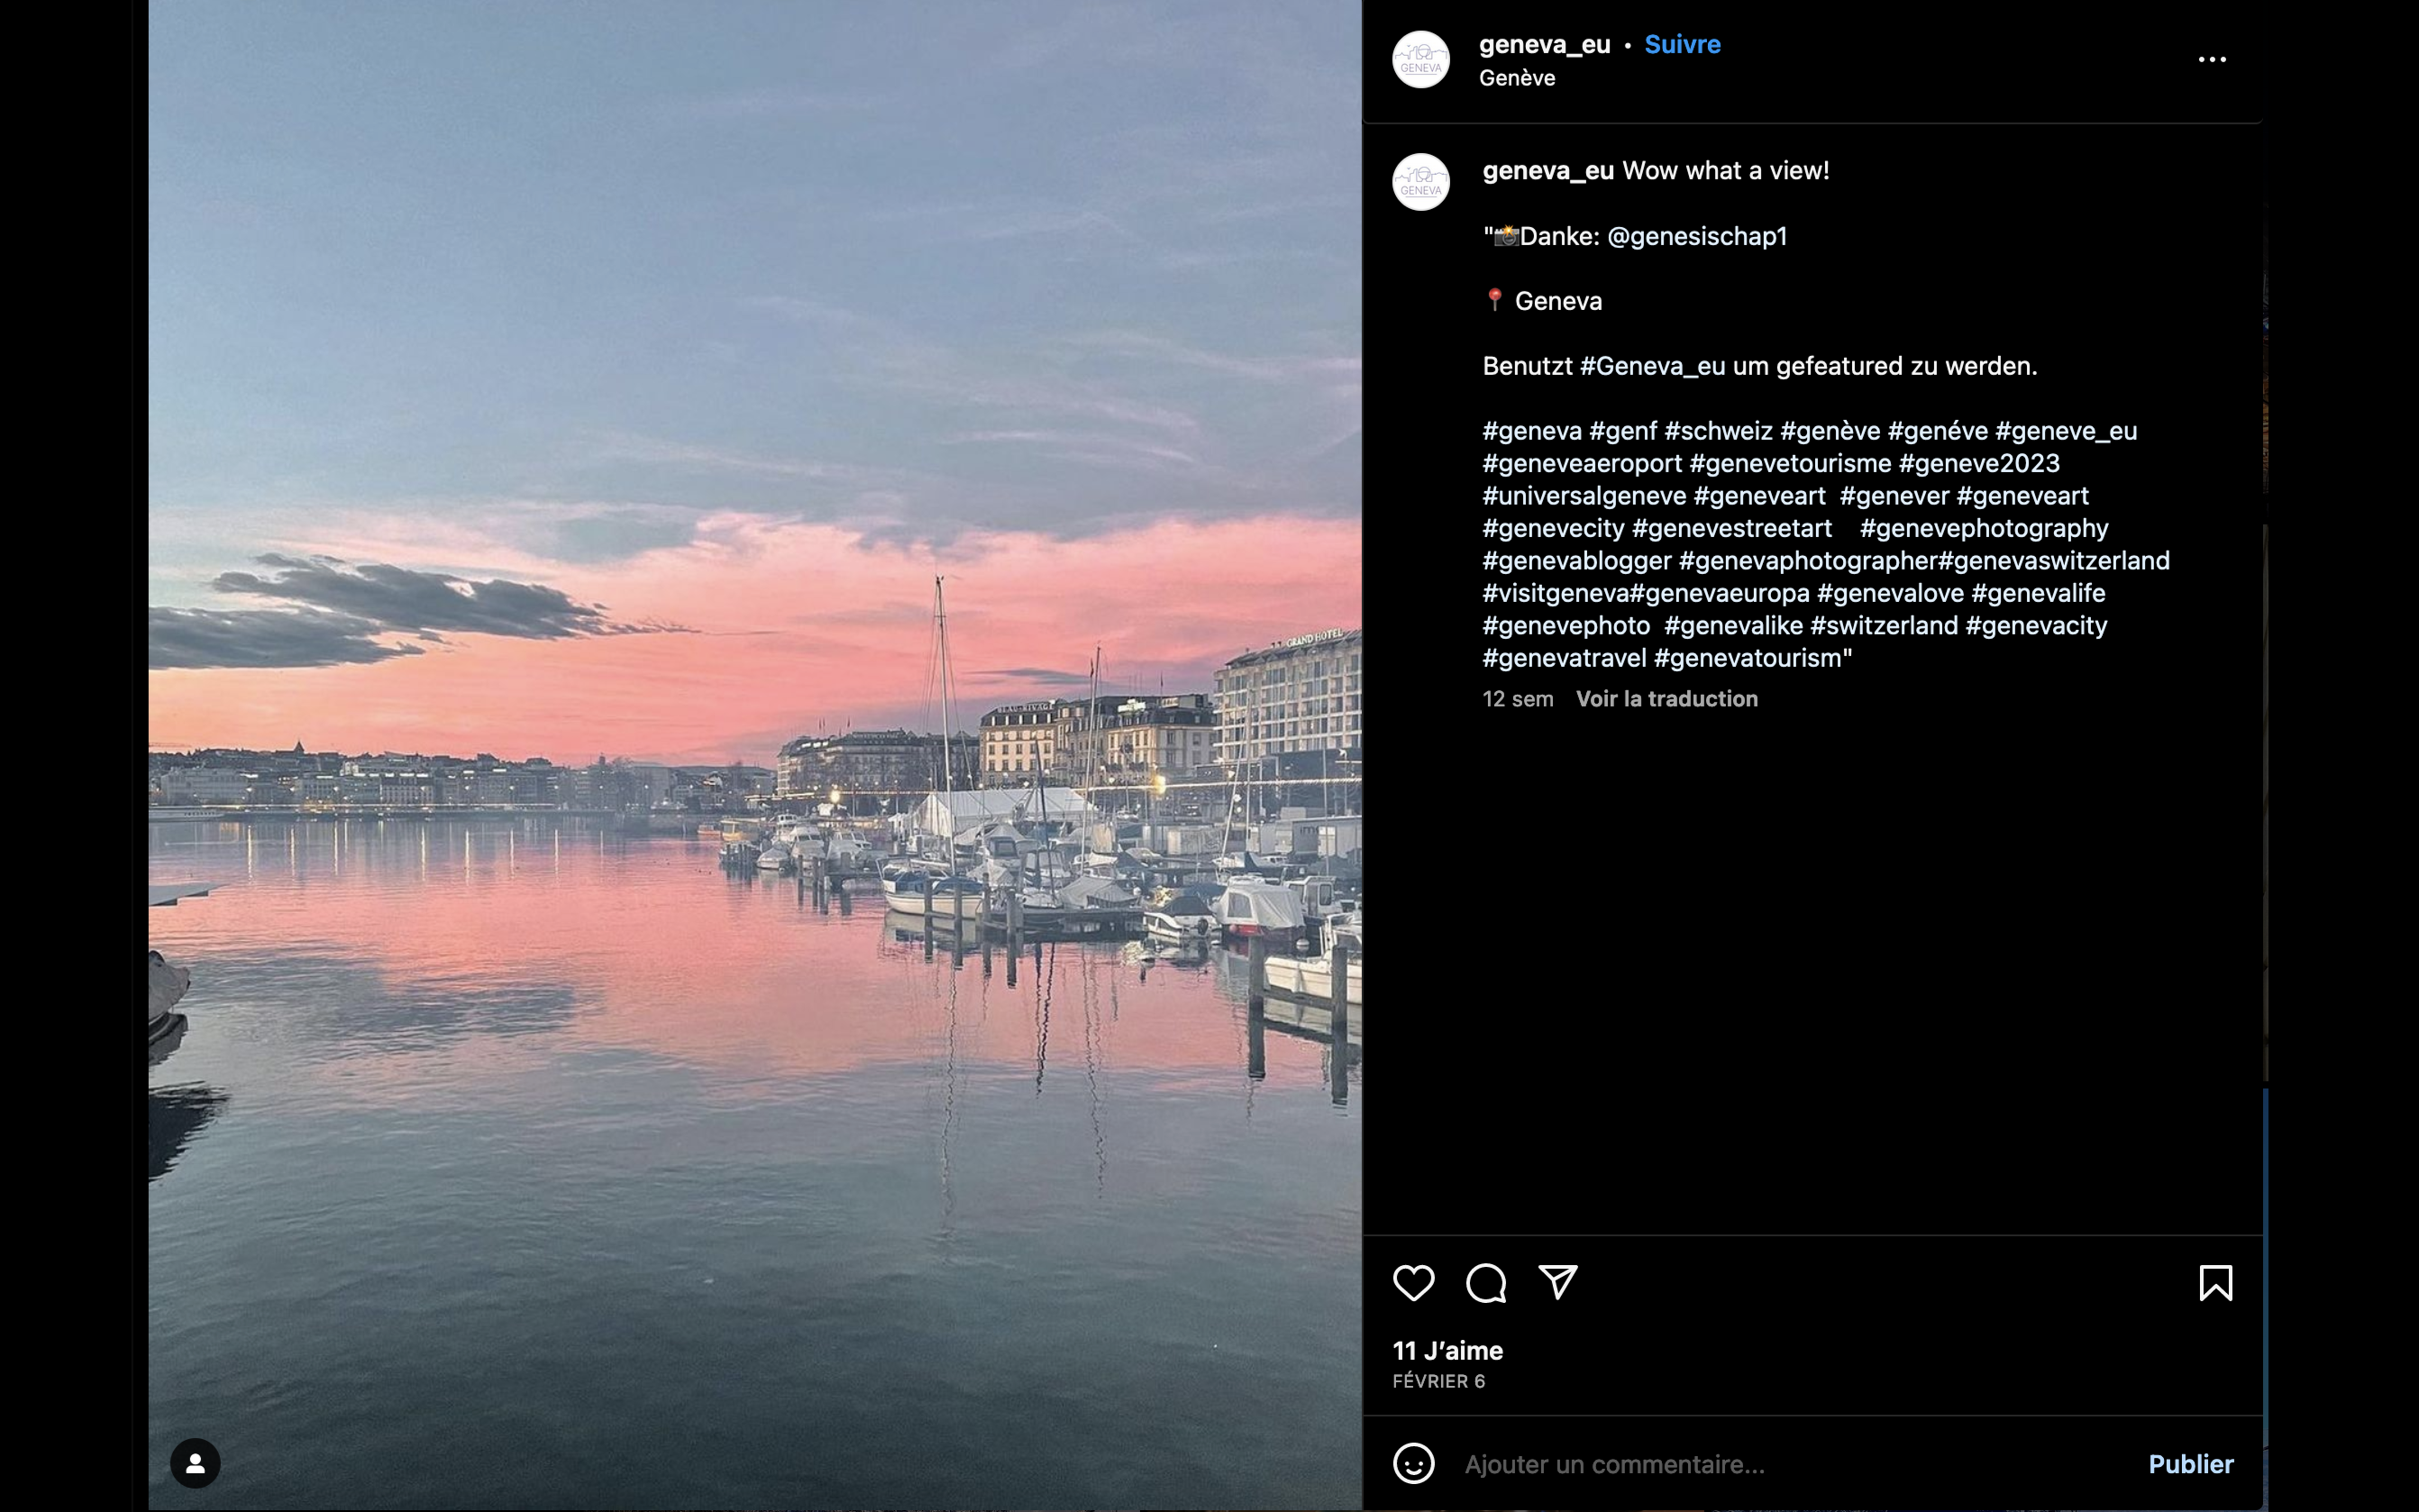 GRAND HOTEL
BEAU-RIVAGE
GENEVA
geneva_eu • Suivre
Genève
GENEVA
geneva_eu Wow what a view!
"📸Danke: @genesischap1
📍 Geneva
Benutzt #Geneva_eu um gefeatured zu werden.
#geneva #genf #schweiz #genève #genéve #geneve_eu
#geneveaeroport #genevetourisme #geneve2023
#universalgeneve #geneveart #genever #geneveart
#genevecity #genevestreetart #genevephotography
#genevablogger #genevaphotographer#genevaswitzerland
#visitgeneva#genevaeuropa #genevalove #genevalife
#genevephoto #genevalike #switzerland #genevacity
#genevatravel #genevatourism"
12 sem Voir la traduction
11 J'aime
FÉVRIER 6
Ajouter un commentaire... Publier